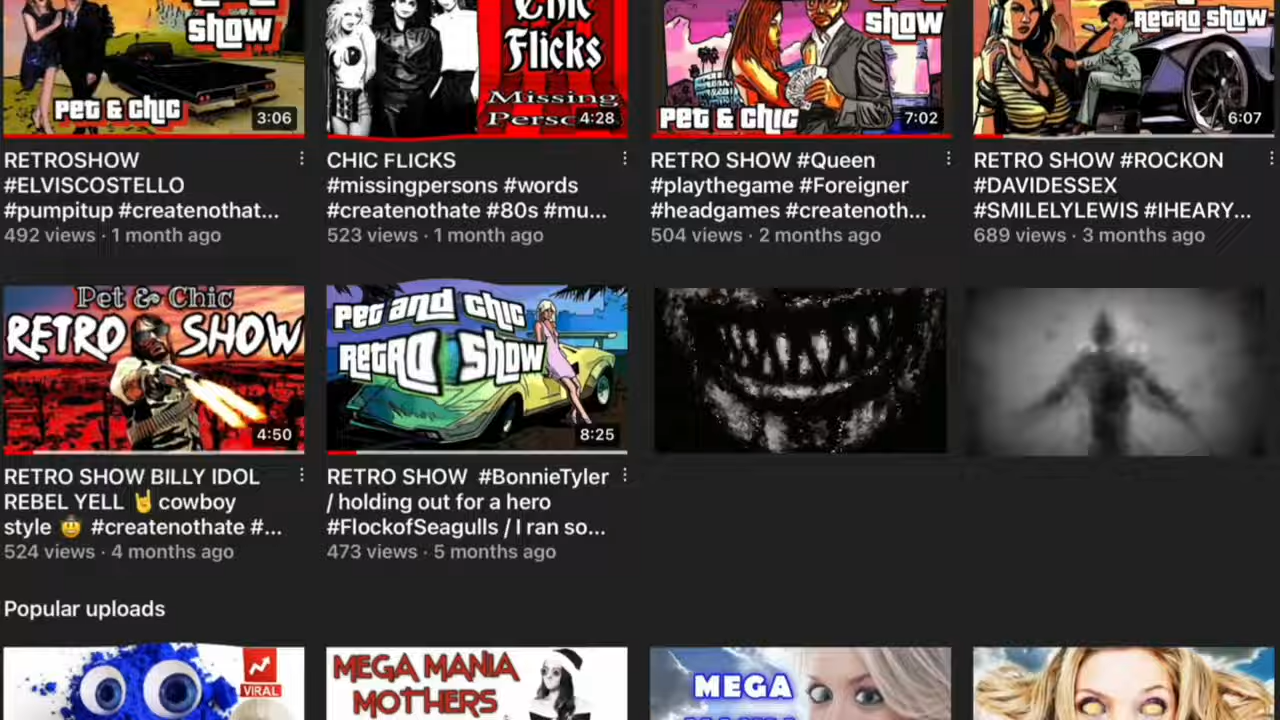 SHOW
PET & CHIC
3:06
Chic
Flicks
Missing
4:28
SHOW
PET & CHIC
7:02
RETRO SHOW
6:07
RETROSHOW
#ELVISCOSTELLO
#pumpitup #createnothat...
492 views · 1 month ago
CHIC FLICKS
#missingpersons #words
#createnothate #80s #mu...
523 views · 1 month ago
RETRO SHOW #Queen
#playthegame #Foreigner
#headgames #createnoth...
504 views · 2 months ago
RETRO SHOW #ROCKON
#DAVIDESSEX
#SMILELYLEWIS #IHEARY...
689 views · 3 months ago
Pet & Chic
RETRO SHOW
4:50
Pet and Chic
Retro Show
8:25
RETRO SHOW BILLY IDOL
REBEL YELL 🤘 cowboy
style 🤠 #createnothate #...
524 views · 4 months ago
RETRO SHOW #BonnieTyler
/ holding out for a hero
#FlockofSeagulls / I ran so...
473 views · 5 months ago
Popular uploads
VIRAL
MEGA MANIA
MOTHERS
MEGA